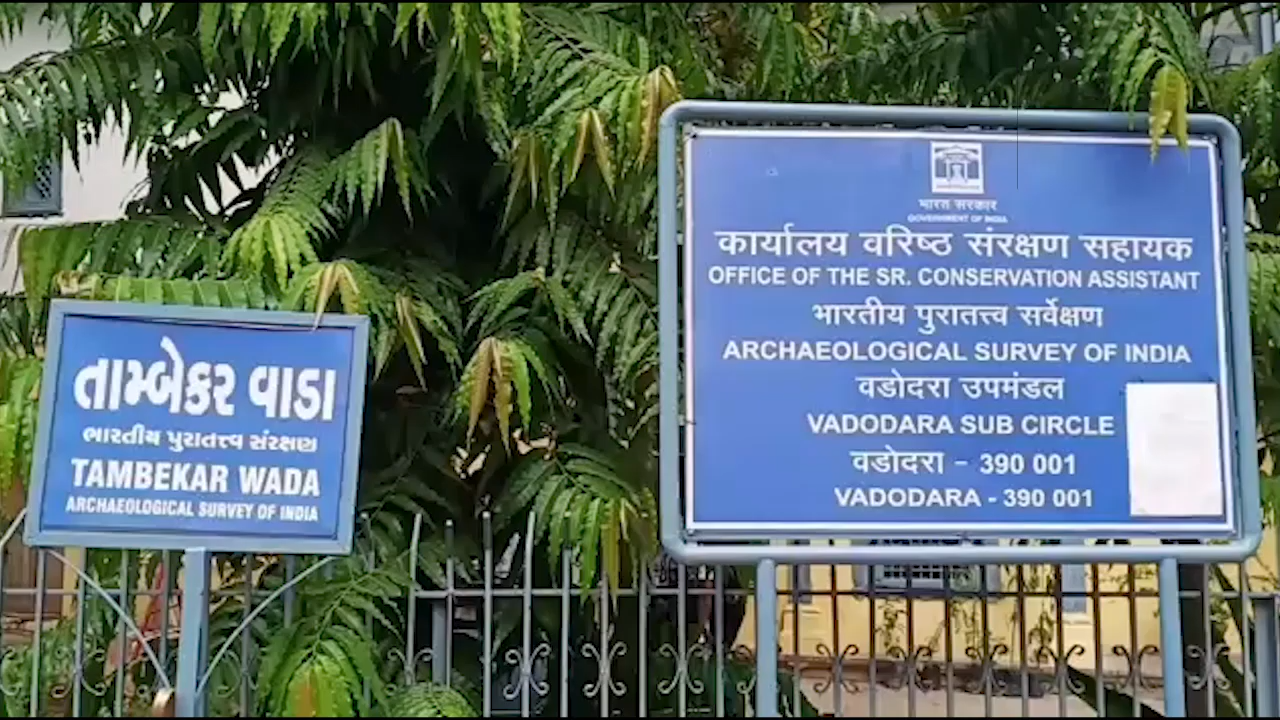 તામ્બેકર વાડા
ભારતીય પુરાતત્ત્વ સંરક્ષણ
TAMBEKAR WADA
ARCHAEOLOGICAL SURVEY OF INDIA
भारत सरकार
GOVERNMENT OF INDIA
कार्यालय वरिष्ठ संरक्षण सहायक
OFFICE OF THE SR. CONSERVATION ASSISTANT
भारतीय पुरातत्त्व सर्वेक्षण
ARCHAEOLOGICAL SURVEY OF INDIA
वडोदरा उपमंडल
VADODARA SUB CIRCLE
वडोदरा - 390 001
VADODARA - 390 001